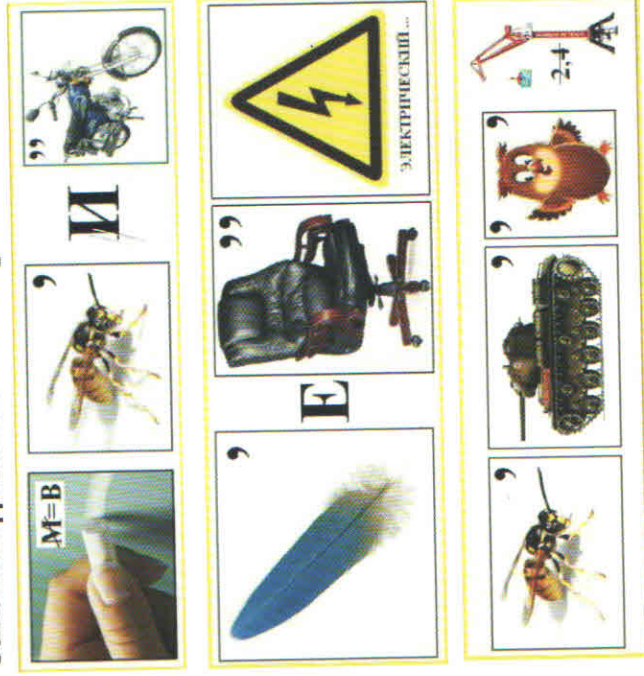 М=В
,
И
,,
,
Е
,,
ЭЛЕКТРИЧЕСКИЙ...
,
,
,
2,4